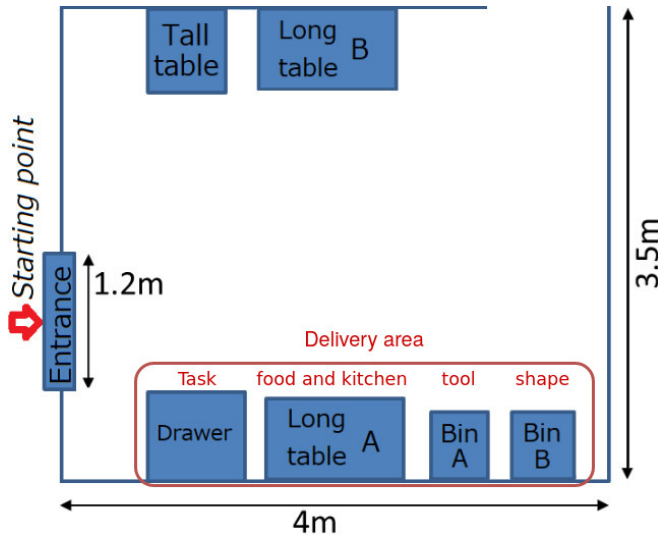 Tall
table
Long
table B
Starting point
Entrance
1.2m
3.5m
Delivery area
Task
food and kitchen
tool
shape
Drawer
Long
table A
Bin
A
Bin
B
4m